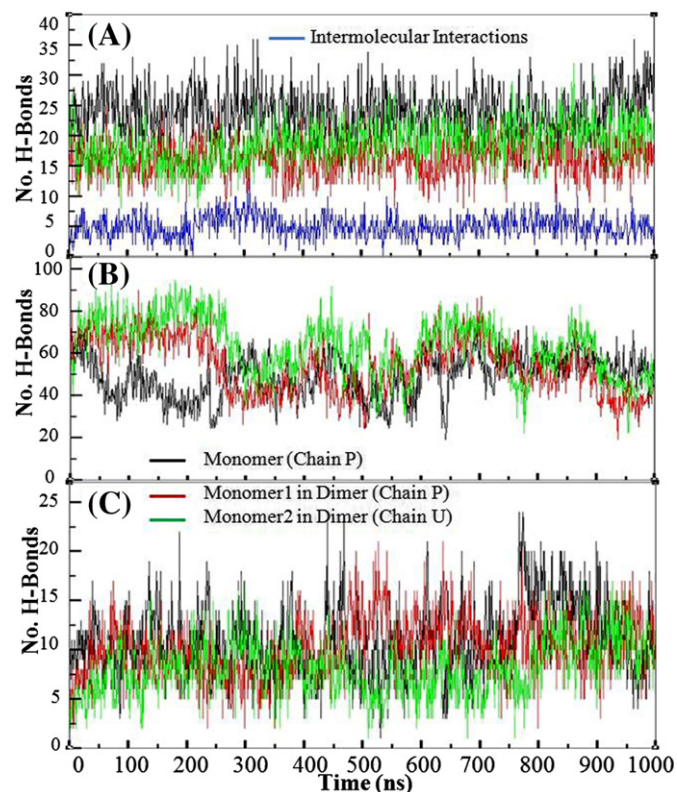 (A)
Intermolecular Interactions
No. H-Bonds
40
35
30
25
20
15
10
5
0
(B)
No. H-Bonds
100
80
60
40
20
0
Monomer (Chain P)
Monomer1 in Dimer (Chain P)
Monomer2 in Dimer (Chain U)
(C)
No. H-Bonds
25
20
15
10
5
0
0 100 200 300 400 500 600 700 800 900 1000
Time (ns)